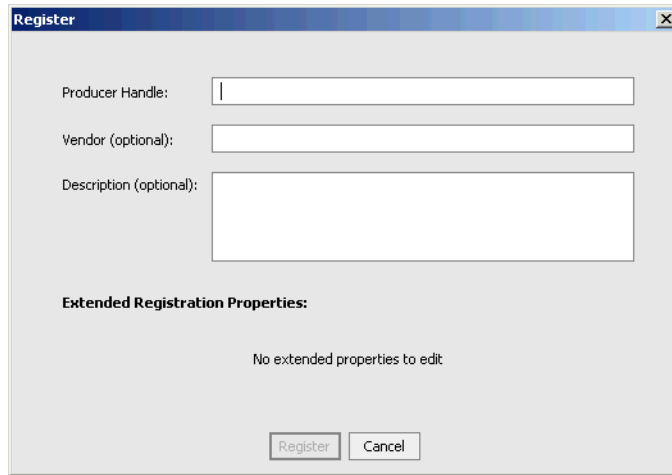 Register
Producer Handle:
Vendor (optional):
Description (optional):
Extended Registration Properties:
No extended properties to edit
Register Cancel